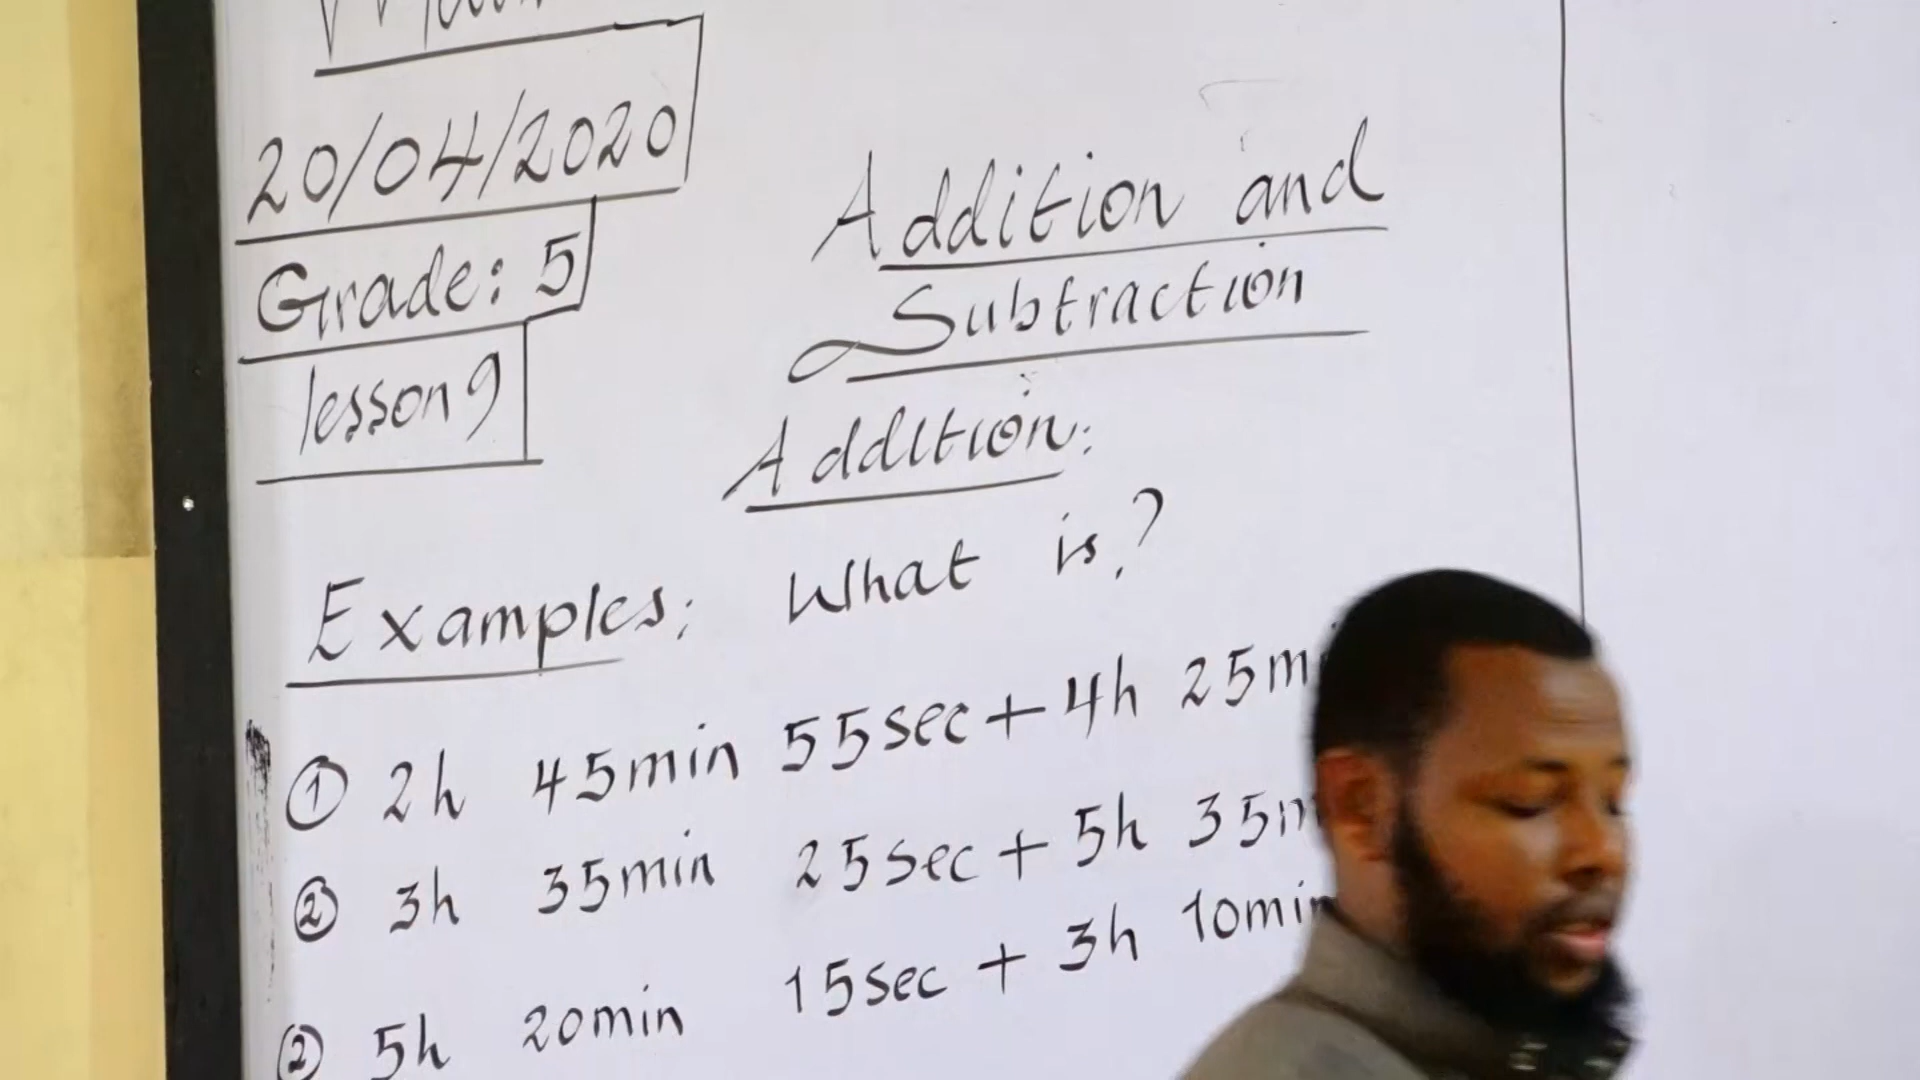 20/04/2020
Grade: 5
lesson 9
Addition and
Subtraction
Addition:
Examples; What is?
① 2h 45min 55sec + 4h 25m
② 3h 35min 25sec + 5h 35m
② 5h 20min 15sec + 3h 10min